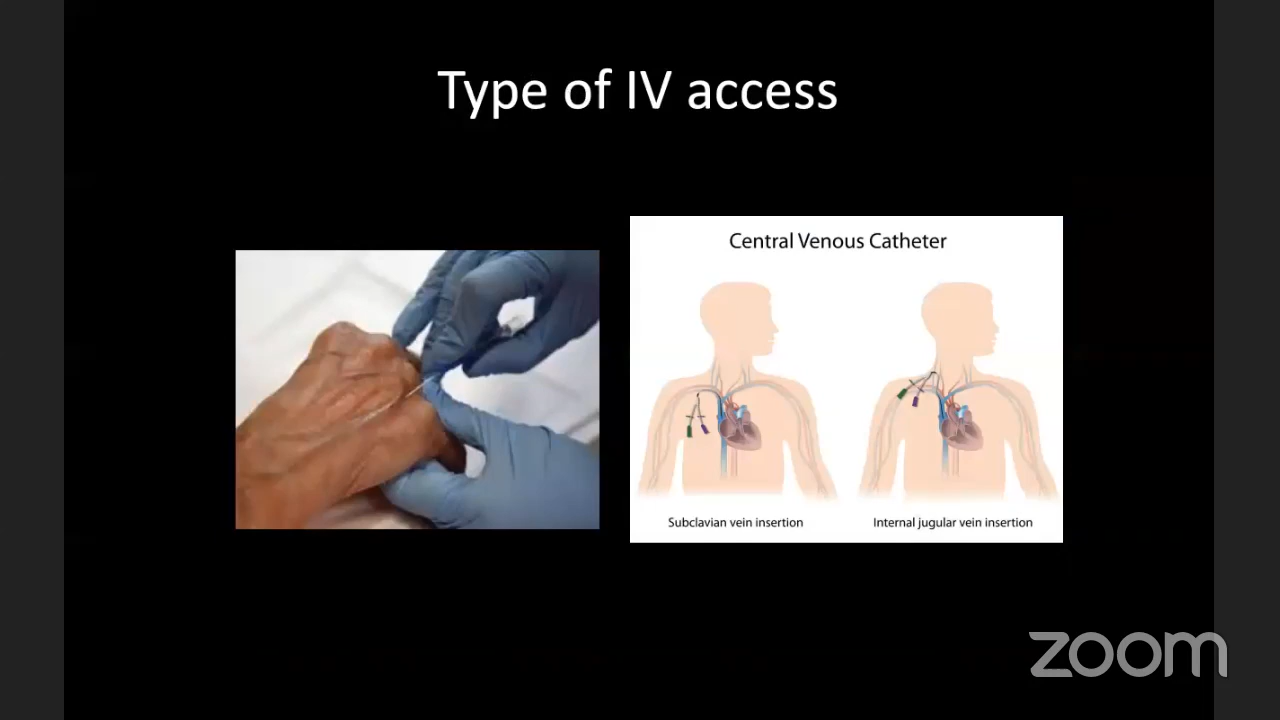 Type of IV access
Central Venous Catheter
Subclavian vein insertion
Internal jugular vein insertion
zoom